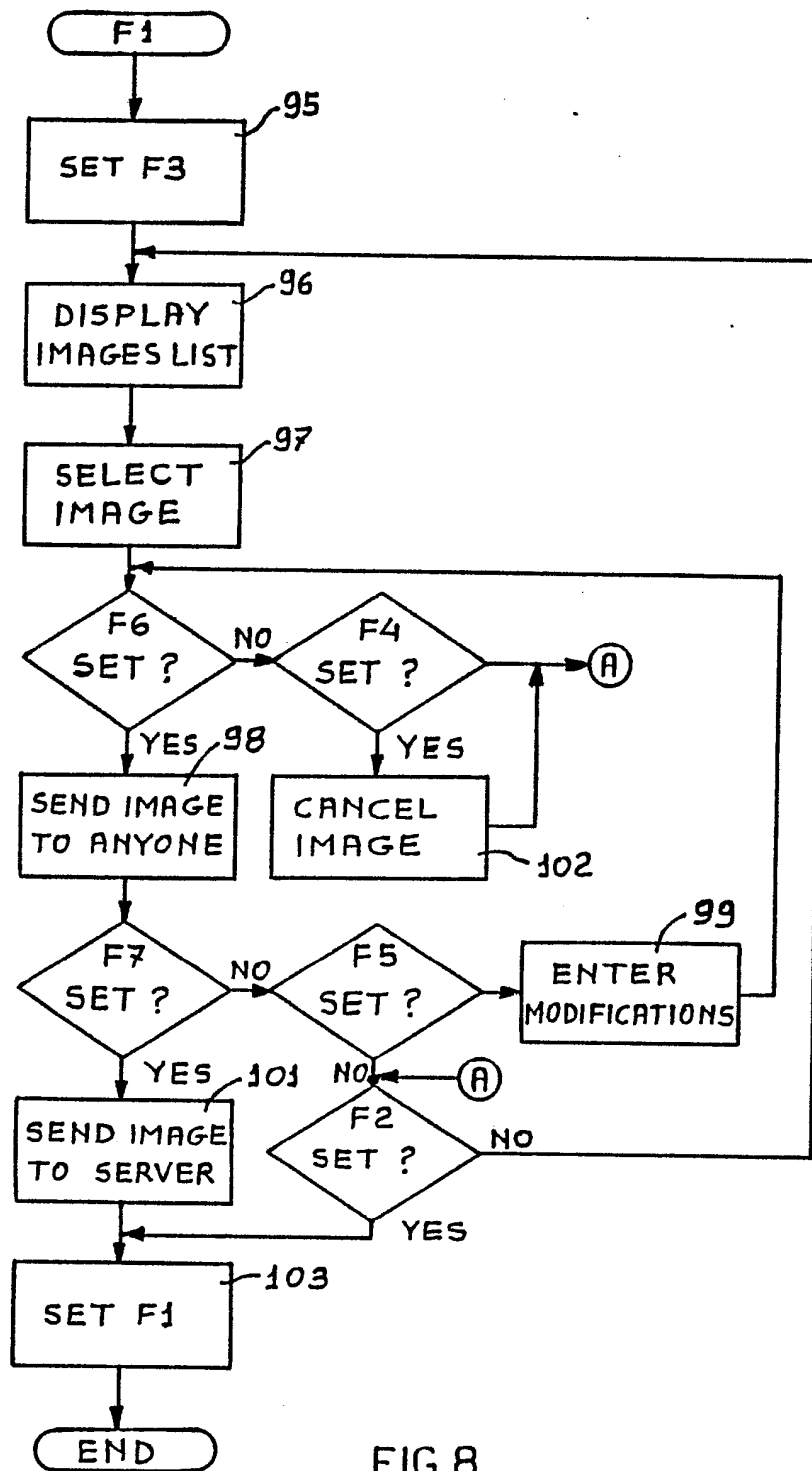 F1
95
SET F3
96
DISPLAY
IMAGES LIST
97
SELECT
IMAGE
F6
SET ?
NO
F4
SET ?
A
YES
98
YES
SEND IMAGE
TO ANYONE
CANCEL
IMAGE
102
F7
SET ?
NO
F5
SET ?
99
ENTER
MODIFICATIONS
YES
101
NO
A
SEND IMAGE
TO SERVER
F2
SET ?
NO
YES
103
SET F1
END
FIG.8